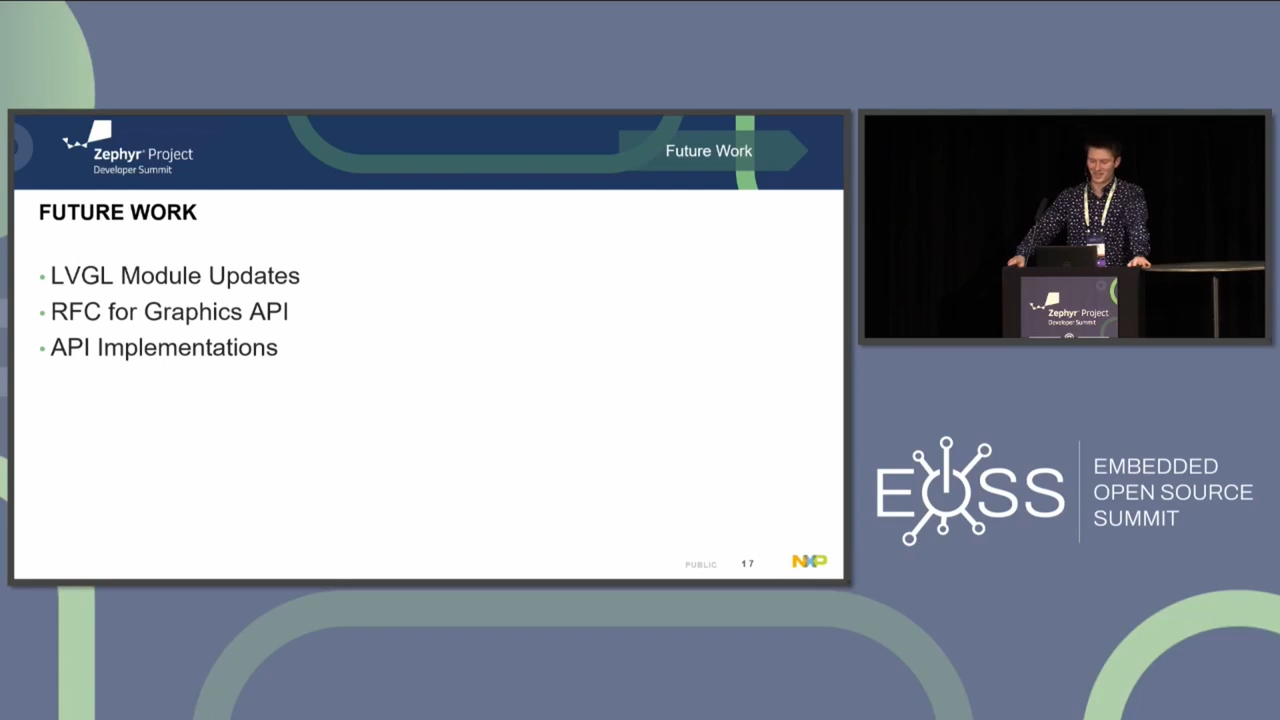 Zephyr® Project
Developer Summit
Future Work
FUTURE WORK
• LVGL Module Updates
• RFC for Graphics API
• API Implementations
PUBLIC
17
NXP
Zephyr® Project
Developer Summit
EOSS
EMBEDDED
OPEN SOURCE
SUMMIT